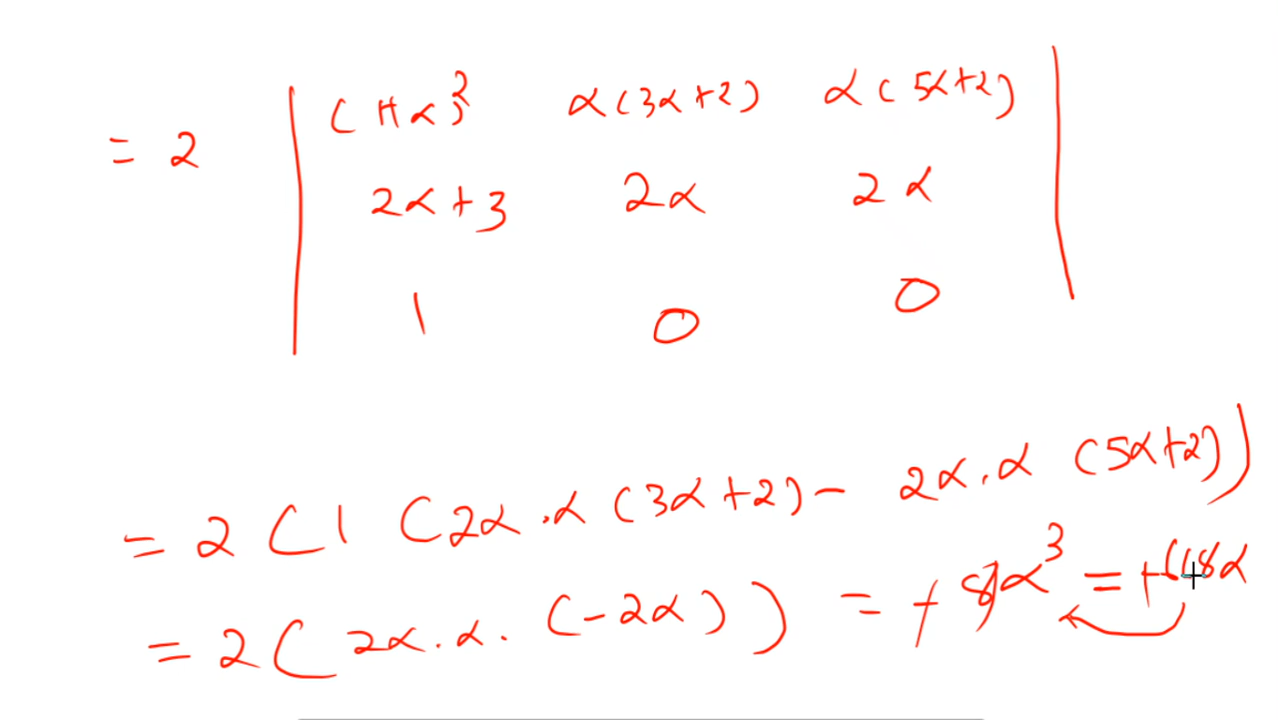 = 2 | (1+α)² α(3α+2) α(5α+2) |
2α+3 2α 2α
1 0 0
= 2 ( 1 ( 2α . α (3α+2) - 2α . α (5α+2) )
= 2 ( 2α . α . (-2α) ) = + 8α³ = +648α